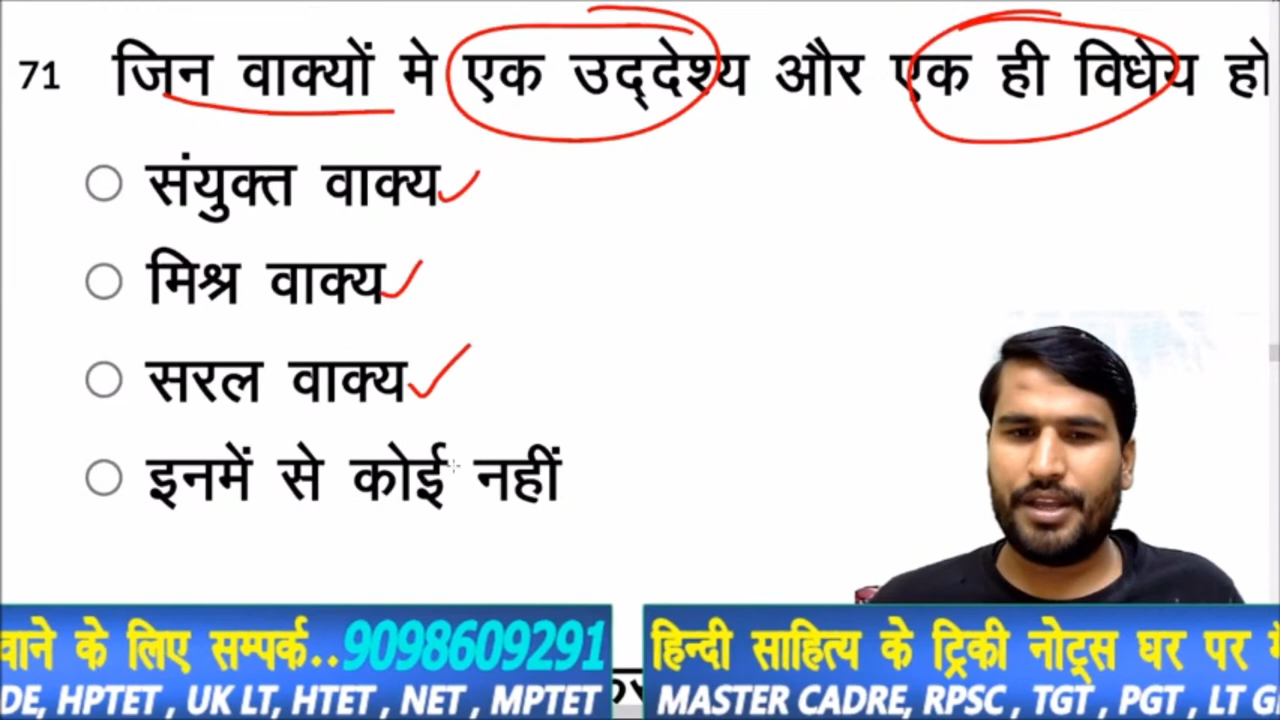 71 जिन वाक्यों मे एक उद्देश्य और एक ही विधेय हो
संयुक्त वाक्य
मिश्र वाक्य
सरल वाक्य
इनमें से कोई नहीं
वाने के लिए सम्पर्क..9098609291
DE, HPTET , UK LT, HTET , NET , MPTET
हिन्दी साहित्य के ट्रिकी नोट्स घर पर
MASTER CADRE, RPSC , TGT , PGT , LT